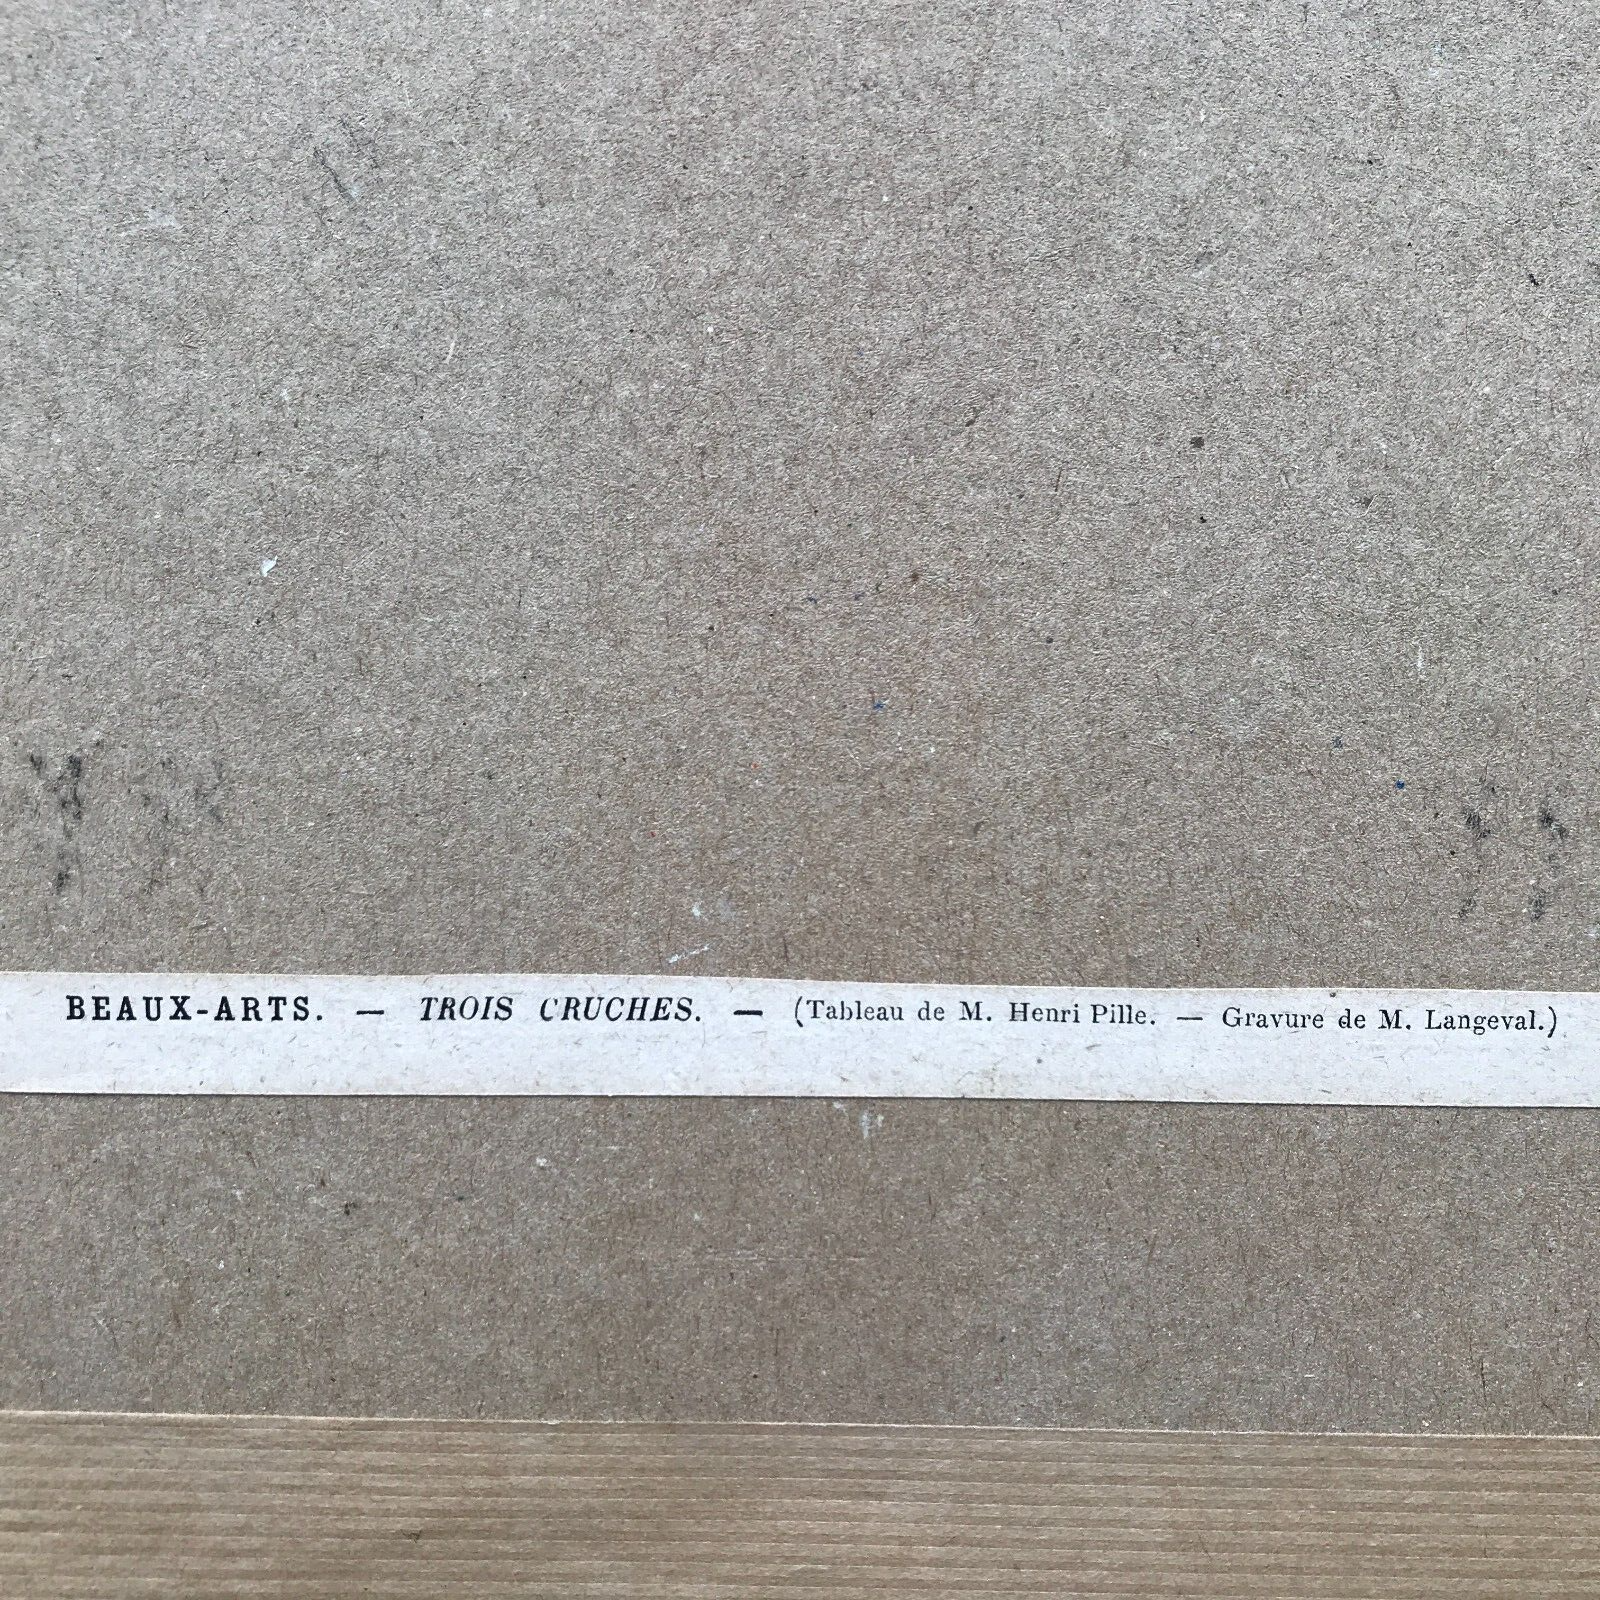 BEAUX-ARTS. — TROIS CRUCHES. — (Tableau de M. Henri Pille. — Gravure de M. Langeval.)